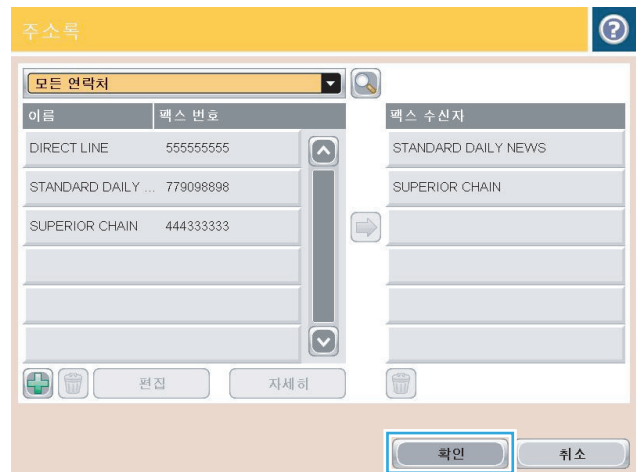 주소록
모든 연락처
이름 팩스 번호
DIRECT LINE 555555555
STANDARD DAILY ... 779098898
SUPERIOR CHAIN 444333333
편집 자세히
팩스 수신자
STANDARD DAILY NEWS
SUPERIOR CHAIN
확인 취소